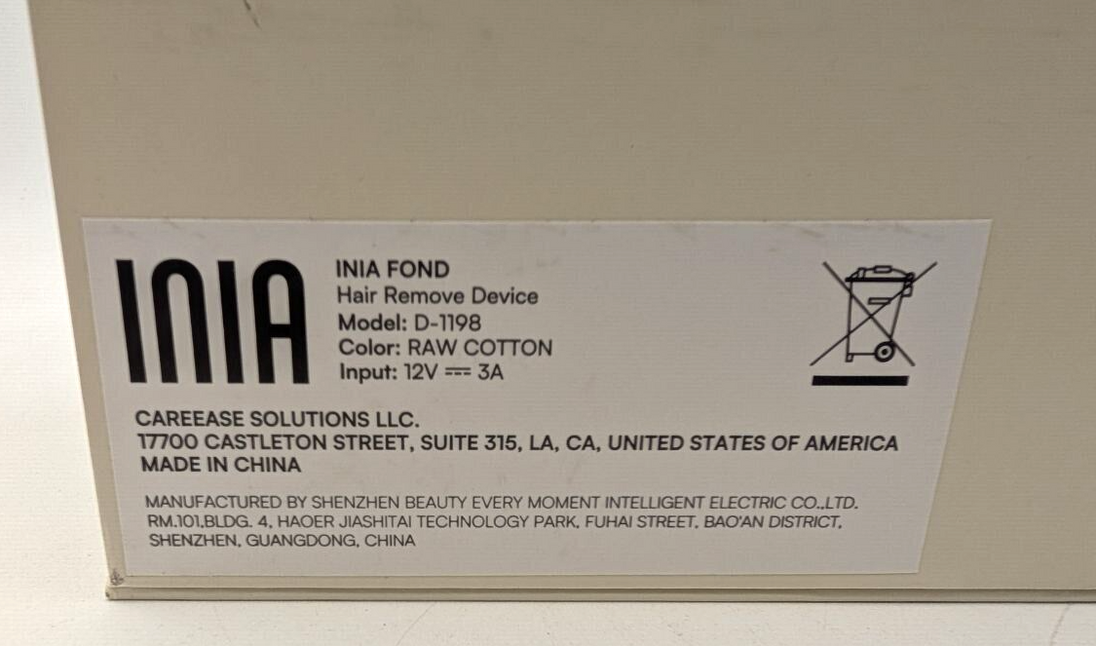 INIA
INIA FOND
Hair Remove Device
Model: D-1198
Color: RAW COTTON
Input: 12V ⎓ 3A
CAREEASE SOLUTIONS LLC.
17700 CASTLETON STREET, SUITE 315, LA, CA, UNITED STATES OF AMERICA
MADE IN CHINA
MANUFACTURED BY SHENZHEN BEAUTY EVERY MOMENT INTELLIGENT ELECTRIC CO.,LTD.
RM.101,BLDG. 4, HAOER JIASHITAI TECHNOLOGY PARK, FUHAI STREET, BAO'AN DISTRICT,
SHENZHEN, GUANGDONG, CHINA